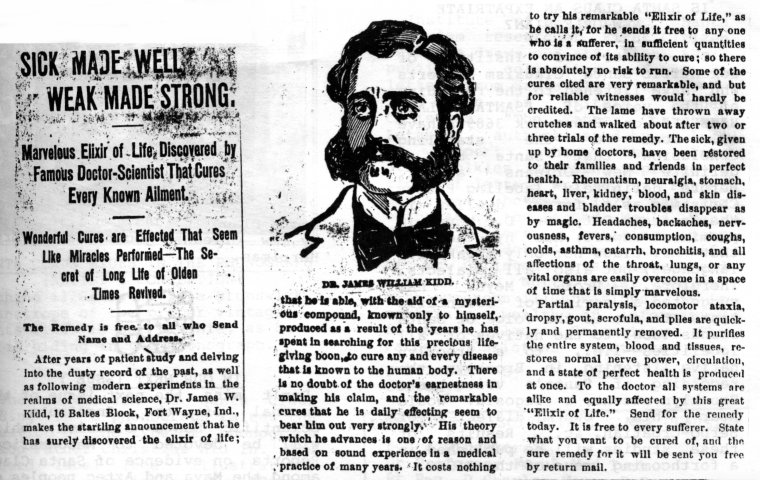 SICK MADE WELL
WEAK MADE STRONG.
Marvelous Elixir of Life, Discovered by
Famous Doctor-Scientist That Cures
Every Known Ailment.
Wonderful Cures are Effected That Seem
Like Miracles Performed—The Se-
cret of Long Life of Olden
Times Revived.
The Remedy is free to all who Send
Name and Address.
After years of patient study and delving
into the dusty record of the past, as well
as following modern experiments in the
realms of medical science, Dr. James W.
Kidd, 16 Baltes Block, Fort Wayne, Ind.,
makes the startling announcement that he
has surely discovered the elixir of life;
DR. JAMES WILLIAM KIDD.
that he is able, with the aid of a mysteri-
ous compound, known only to himself,
produced as a result of the years he has
spent in searching for this precious life-
giving boon, to cure any and every disease
that is known to the human body. There
is no doubt of the doctor's earnestness in
making his claim, and the remarkable
cures that he is daily effecting seem to
bear him out very strongly. His theory
which he advances is one of reason and
based on sound experience in a medical
practice of many years. It costs nothing
to try his remarkable "Elixir of Life," as
he calls it, for he sends it free to any one
who is a sufferer, in sufficient quantities
to convince of its ability to cure; so there
is absolutely no risk to run. Some of the
cures cited are very remarkable, and but
for reliable witnesses would hardly be
credited. The lame have thrown away
crutches and walked about after two or
three trials of the remedy. The sick, given
up by home doctors, have been restored
to their families and friends in perfect
health. Rheumatism, neuralgia, stomach,
heart, liver, kidney, blood, and skin dis-
eases and bladder troubles disappear as
by magic. Headaches, backaches, nerv-
ousness, fevers, consumption, coughs,
colds, asthma, catarrh, bronchitis, and all
affections of the throat, lungs, or any
vital organs are easily overcome in a space
of time that is simply marvelous.
Partial paralysis, locomotor ataxia,
dropsy, gout, scrofula, and piles are quick-
ly and permanently removed. It purifies
the entire system, blood and tissues, re-
stores normal nerve power, circulation,
and a state of perfect health is produced
at once. To the doctor all systems are
alike and equally affected by this great
"Elixir of Life." Send for the remedy
today. It is free to every sufferer. State
what you want to be cured of, and the
sure remedy for it will be sent you free
by return mail.